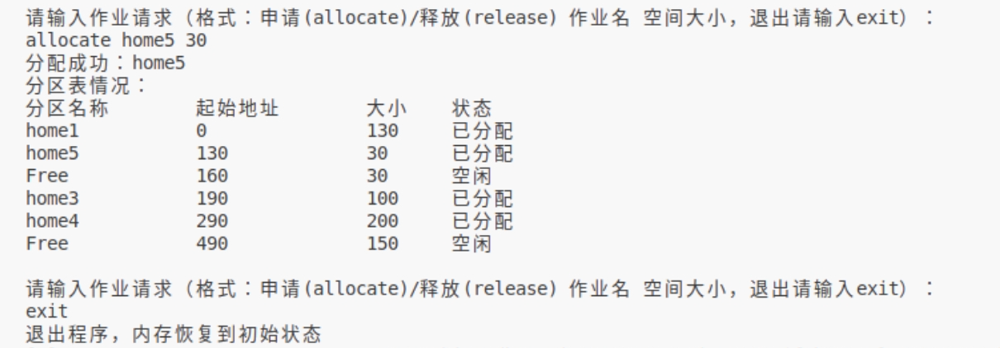 请输入作业请求（格式：申请(allocate)/释放(release) 作业名 空间大小，退出请输入exit）：
allocate home5 30
分配成功：home5
分区表情况：
分区名称 起始地址 大小 状态
home1 0 130 已分配
home5 130 30 已分配
Free 160 30 空闲
home3 190 100 已分配
home4 290 200 已分配
Free 490 150 空闲
请输入作业请求（格式：申请(allocate)/释放(release) 作业名 空间大小，退出请输入exit）：
exit
退出程序，内存恢复到初始状态